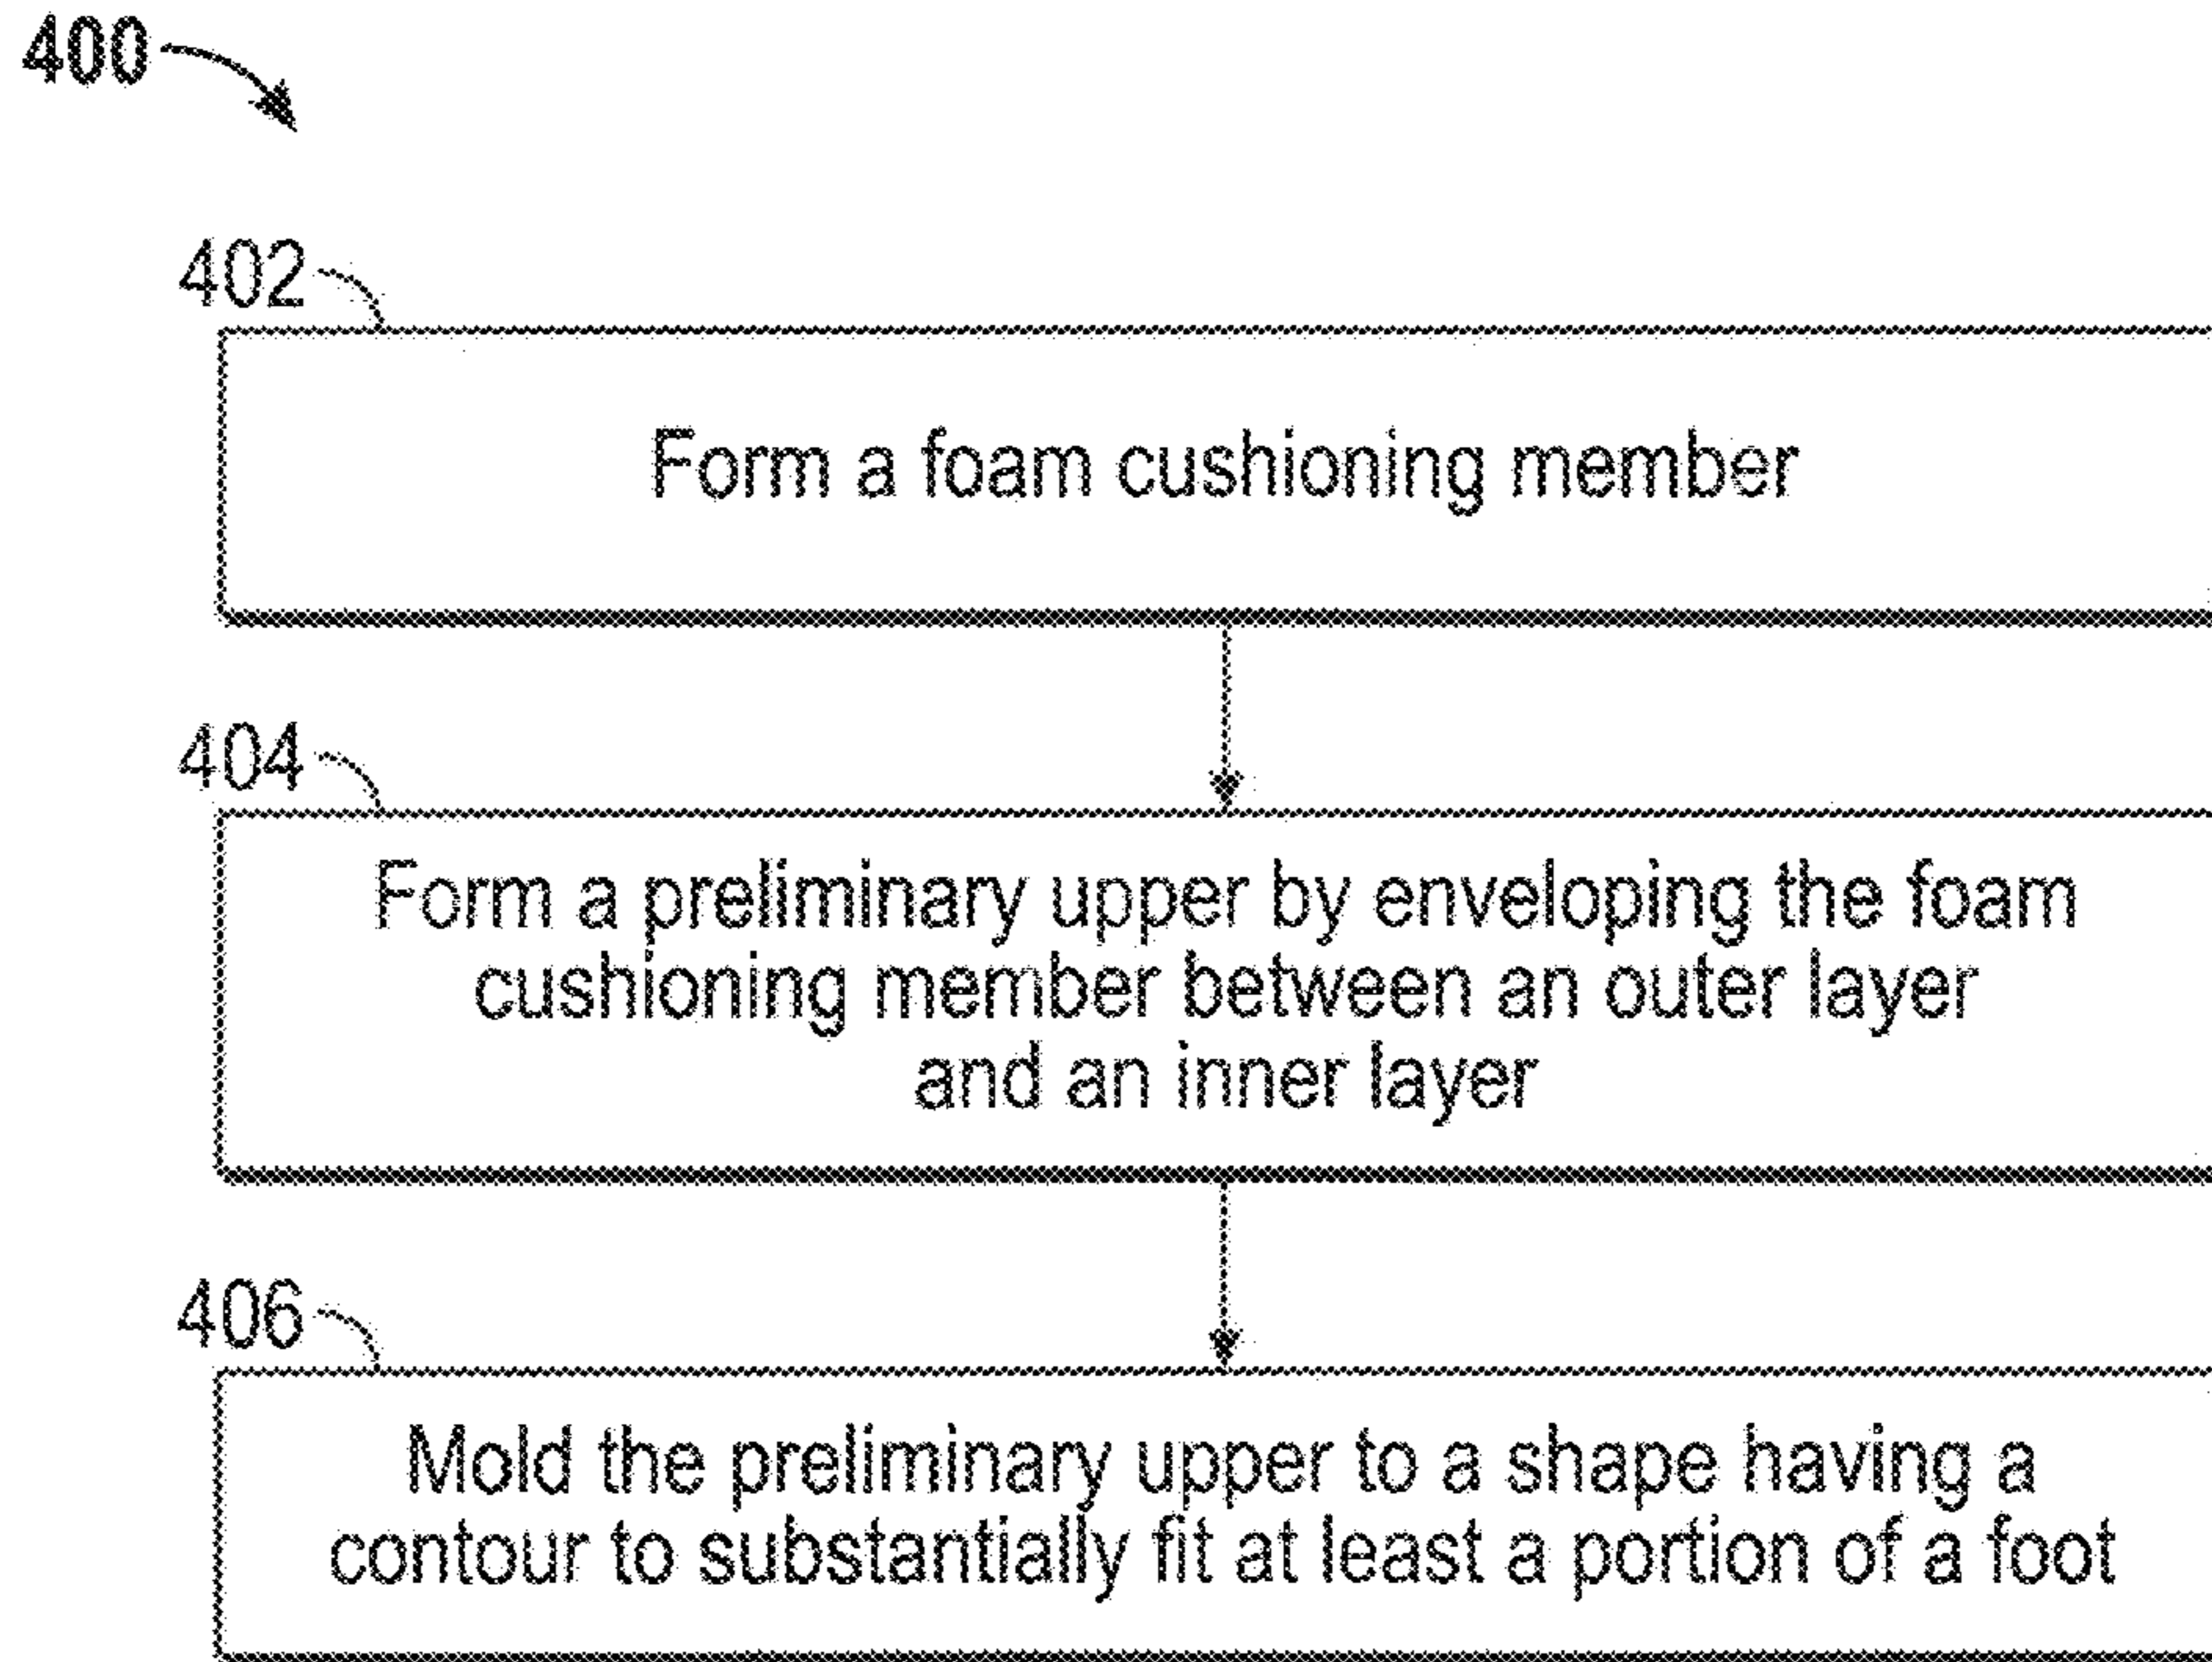 400
402
Form a foam cushioning member
404
Form a preliminary upper by enveloping the foam
cushioning member between an outer layer
and an inner layer
406
Mold the preliminary upper to a shape having a
contour to substantially fit at least a portion of a foot